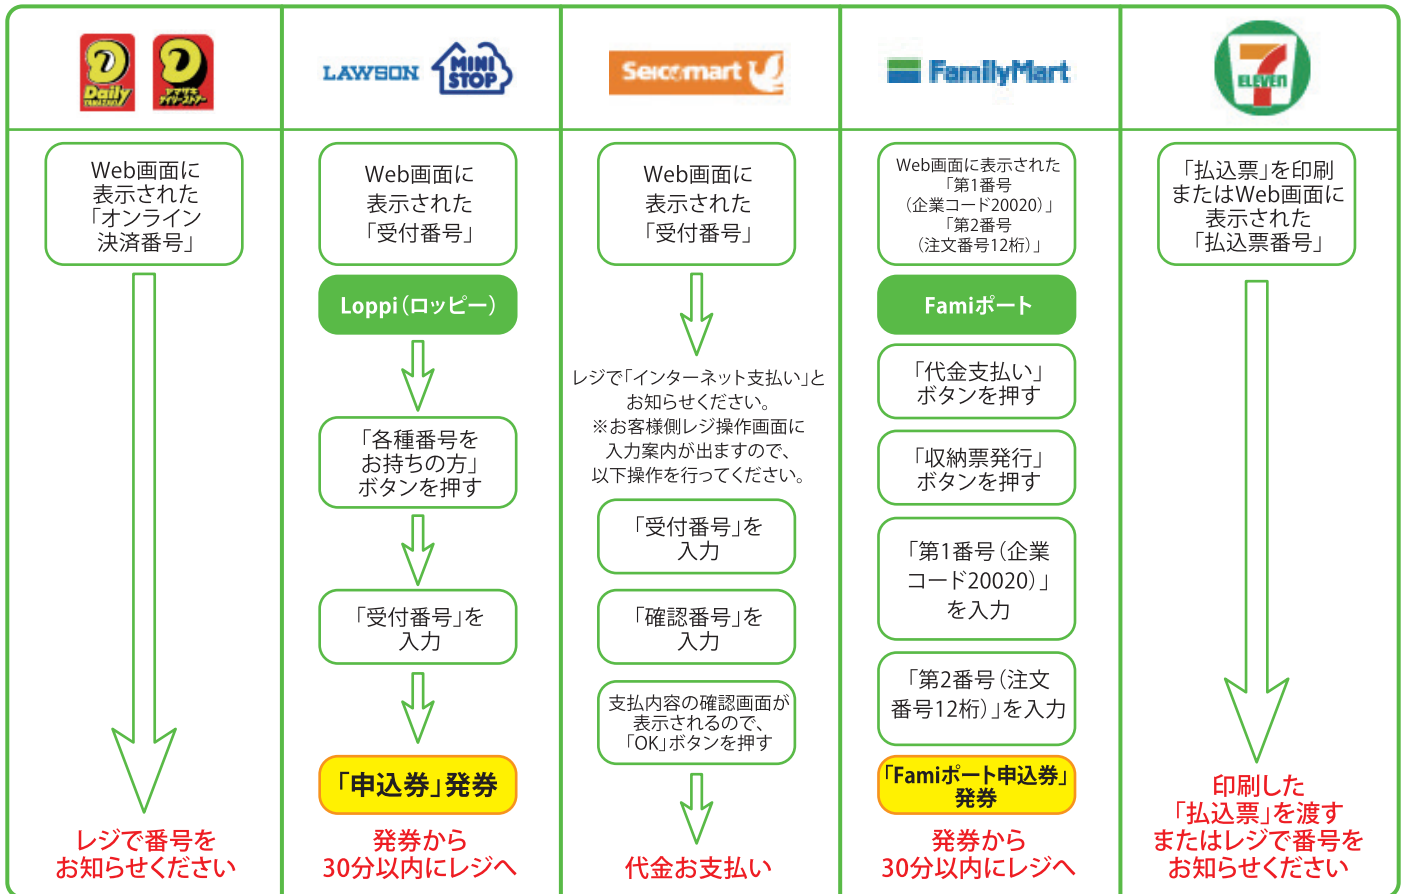 Daily
YAMAZAKI
ヤマザキ
デイリーストアー
Web画面に
表示された
「オンライン
決済番号」
レジで番号を
お知らせください
LAWSON
MINI
STOP
Web画面に
表示された
「受付番号」
Loppi（ロッピー）
「各種番号を
お持ちの方」
ボタンを押す
「受付番号」を
入力
「申込券」発券
発券から
30分以内にレジへ
Seicomart
Web画面に
表示された
「受付番号」
レジで「インターネット支払い」と
お知らせください。
※お客様側レジ操作画面に
入力案内が出ますので、
以下操作を行ってください。
「受付番号」を
入力
「確認番号」を
入力
支払内容の確認画面が
表示されるので、
「OK」ボタンを押す
代金お支払い
FamilyMart
Web画面に表示された
「第1番号
（企業コード20020）」
「第2番号
（注文番号12桁）」
Famiポート
「代金支払い」
ボタンを押す
「収納票発行」
ボタンを押す
「第1番号（企業
コード20020）」
を入力
「第2番号（注文
番号12桁）」を入力
「Famiポート申込券」
発券
発券から
30分以内にレジへ
7
ELEVEN
「払込票」を印刷
またはWeb画面に
表示された
「払込票番号」
印刷した
「払込票」を渡す
またはレジで番号を
お知らせください